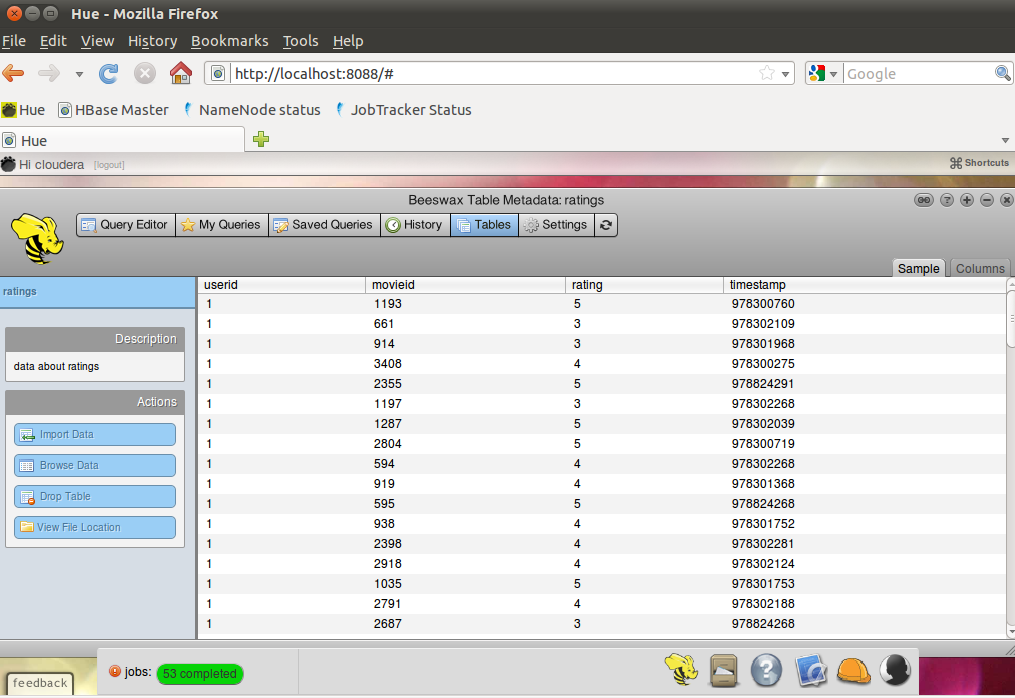 Hue - Mozilla Firefox
File Edit View History Bookmarks Tools Help
http://localhost:8088/# Google
Hue HBase Master NameNode status JobTracker Status
Hue
Hi cloudera [logout] ⌘ Shortcuts
Beeswax Table Metadata: ratings
Query Editor My Queries Saved Queries History Tables Settings
Sample Columns
ratings
Description
data about ratings
Actions
Import Data
Browse Data
Drop Table
View File Location
userid movieid rating timestamp
1 1193 5 978300760
1 661 3 978302109
1 914 3 978301968
1 3408 4 978300275
1 2355 5 978824291
1 1197 3 978302268
1 1287 5 978302039
1 2804 5 978300719
1 594 4 978302268
1 919 4 978301368
1 595 5 978824268
1 938 4 978301752
1 2398 4 978302281
1 2918 4 978302124
1 1035 5 978301753
1 2791 4 978302188
1 2687 3 978824268
feedback
jobs: 53 completed